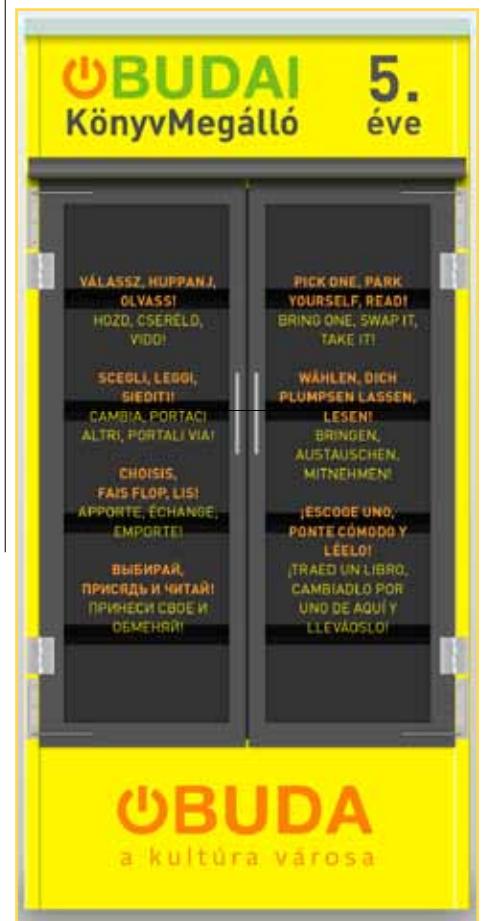 ÓBUDAI 5.
KönyvMegálló éve
VÁLASSZ, HUPPANJ,
OLVASS!
HOZD, CSERÉLD,
VIDD!
SCEGLI, LEGGI,
SIEDITI!
CAMBIA, PORTACI
ALTRI, PORTALI VIA!
CHOISIS,
FAIS FLOP, LIS!
APPORTE, ÉCHANGE,
EMPORTE!
ВЫБИРАЙ,
ПРИСЯДЬ И ЧИТАЙ!
ПРИНЕСИ СВОЕ И
ОБМЕНЯЙ!
PICK ONE, PARK
YOURSELF, READ!
BRING ONE, SWAP IT,
TAKE IT!
WÄHLEN, DICH
PLUMPSEN LASSEN,
LESEN!
BRINGEN,
AUSTAUSCHEN,
MITNEHMEN!
¡ESCOGE UNO,
PONTE CÓMODO Y
LÉELO!
¡TRAED UN LIBRO,
CAMBIADLO POR
UNO DE AQUÍ Y
LLEVÁOSLO!
ÓBUDA
a kultúra városa